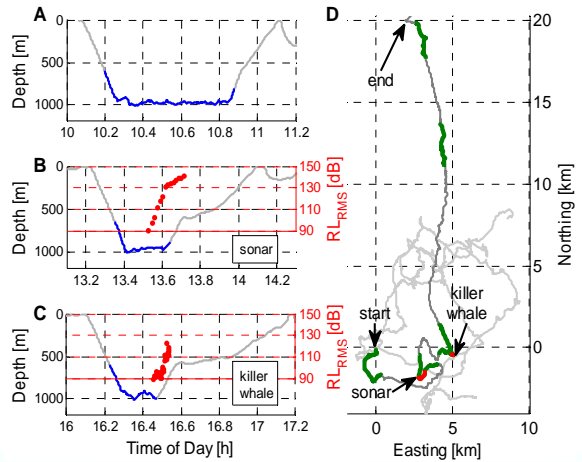 A
Depth [m]
0
500
1000
10 10.2 10.4 10.6 10.8 11 11.2
B
Depth [m]
0
500
1000
150
130
110
90
RL_RMS [dB]
sonar
13.2 13.4 13.6 13.8 14 14.2
C
Depth [m]
0
500
1000
150
130
110
90
RL_RMS [dB]
killer
whale
16 16.2 16.4 16.6 16.8 17 17.2
Time of Day [h]
D
end
start
killer
whale
sonar
20
15
10
5
0
Northing [km]
0 5 10
Easting [km]